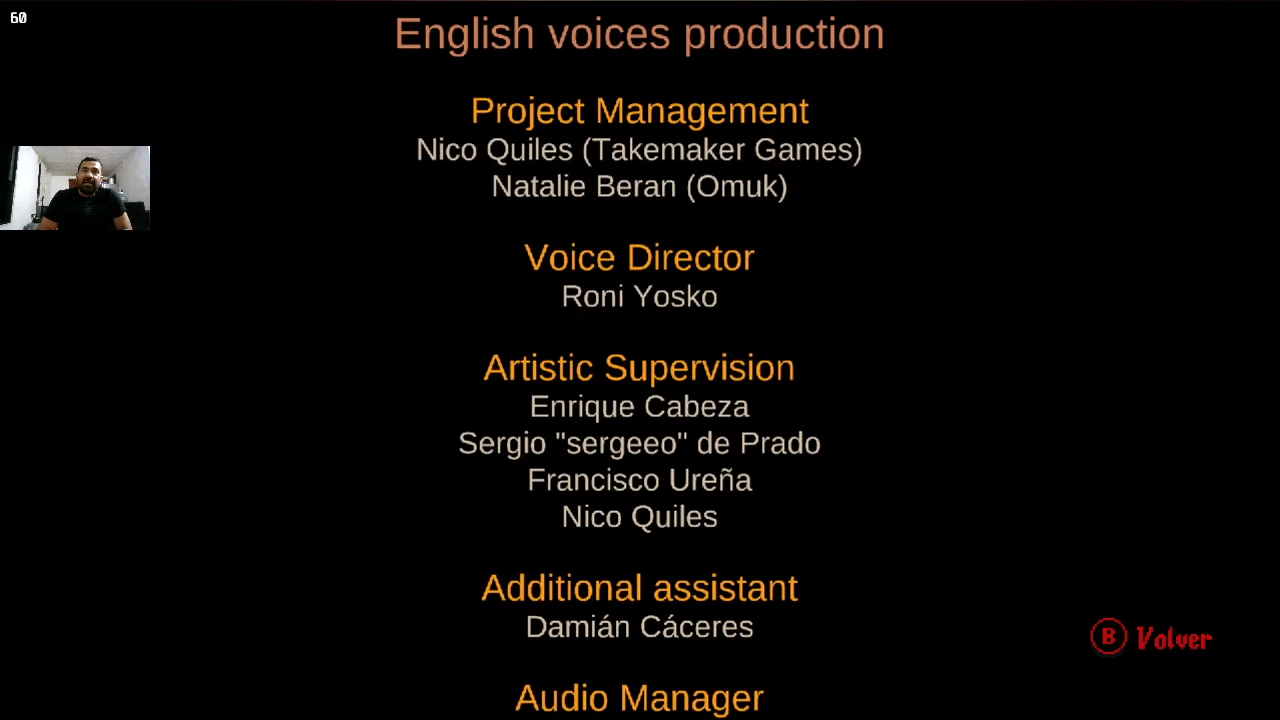 60
English voices production
Project Management
Nico Quiles (Takemaker Games)
Natalie Beran (Omuk)
Voice Director
Roni Yosko
Artistic Supervision
Enrique Cabeza
Sergio "sergeeo" de Prado
Francisco Ureña
Nico Quiles
Additional assistant
Damián Cáceres
B Volver
Audio Manager